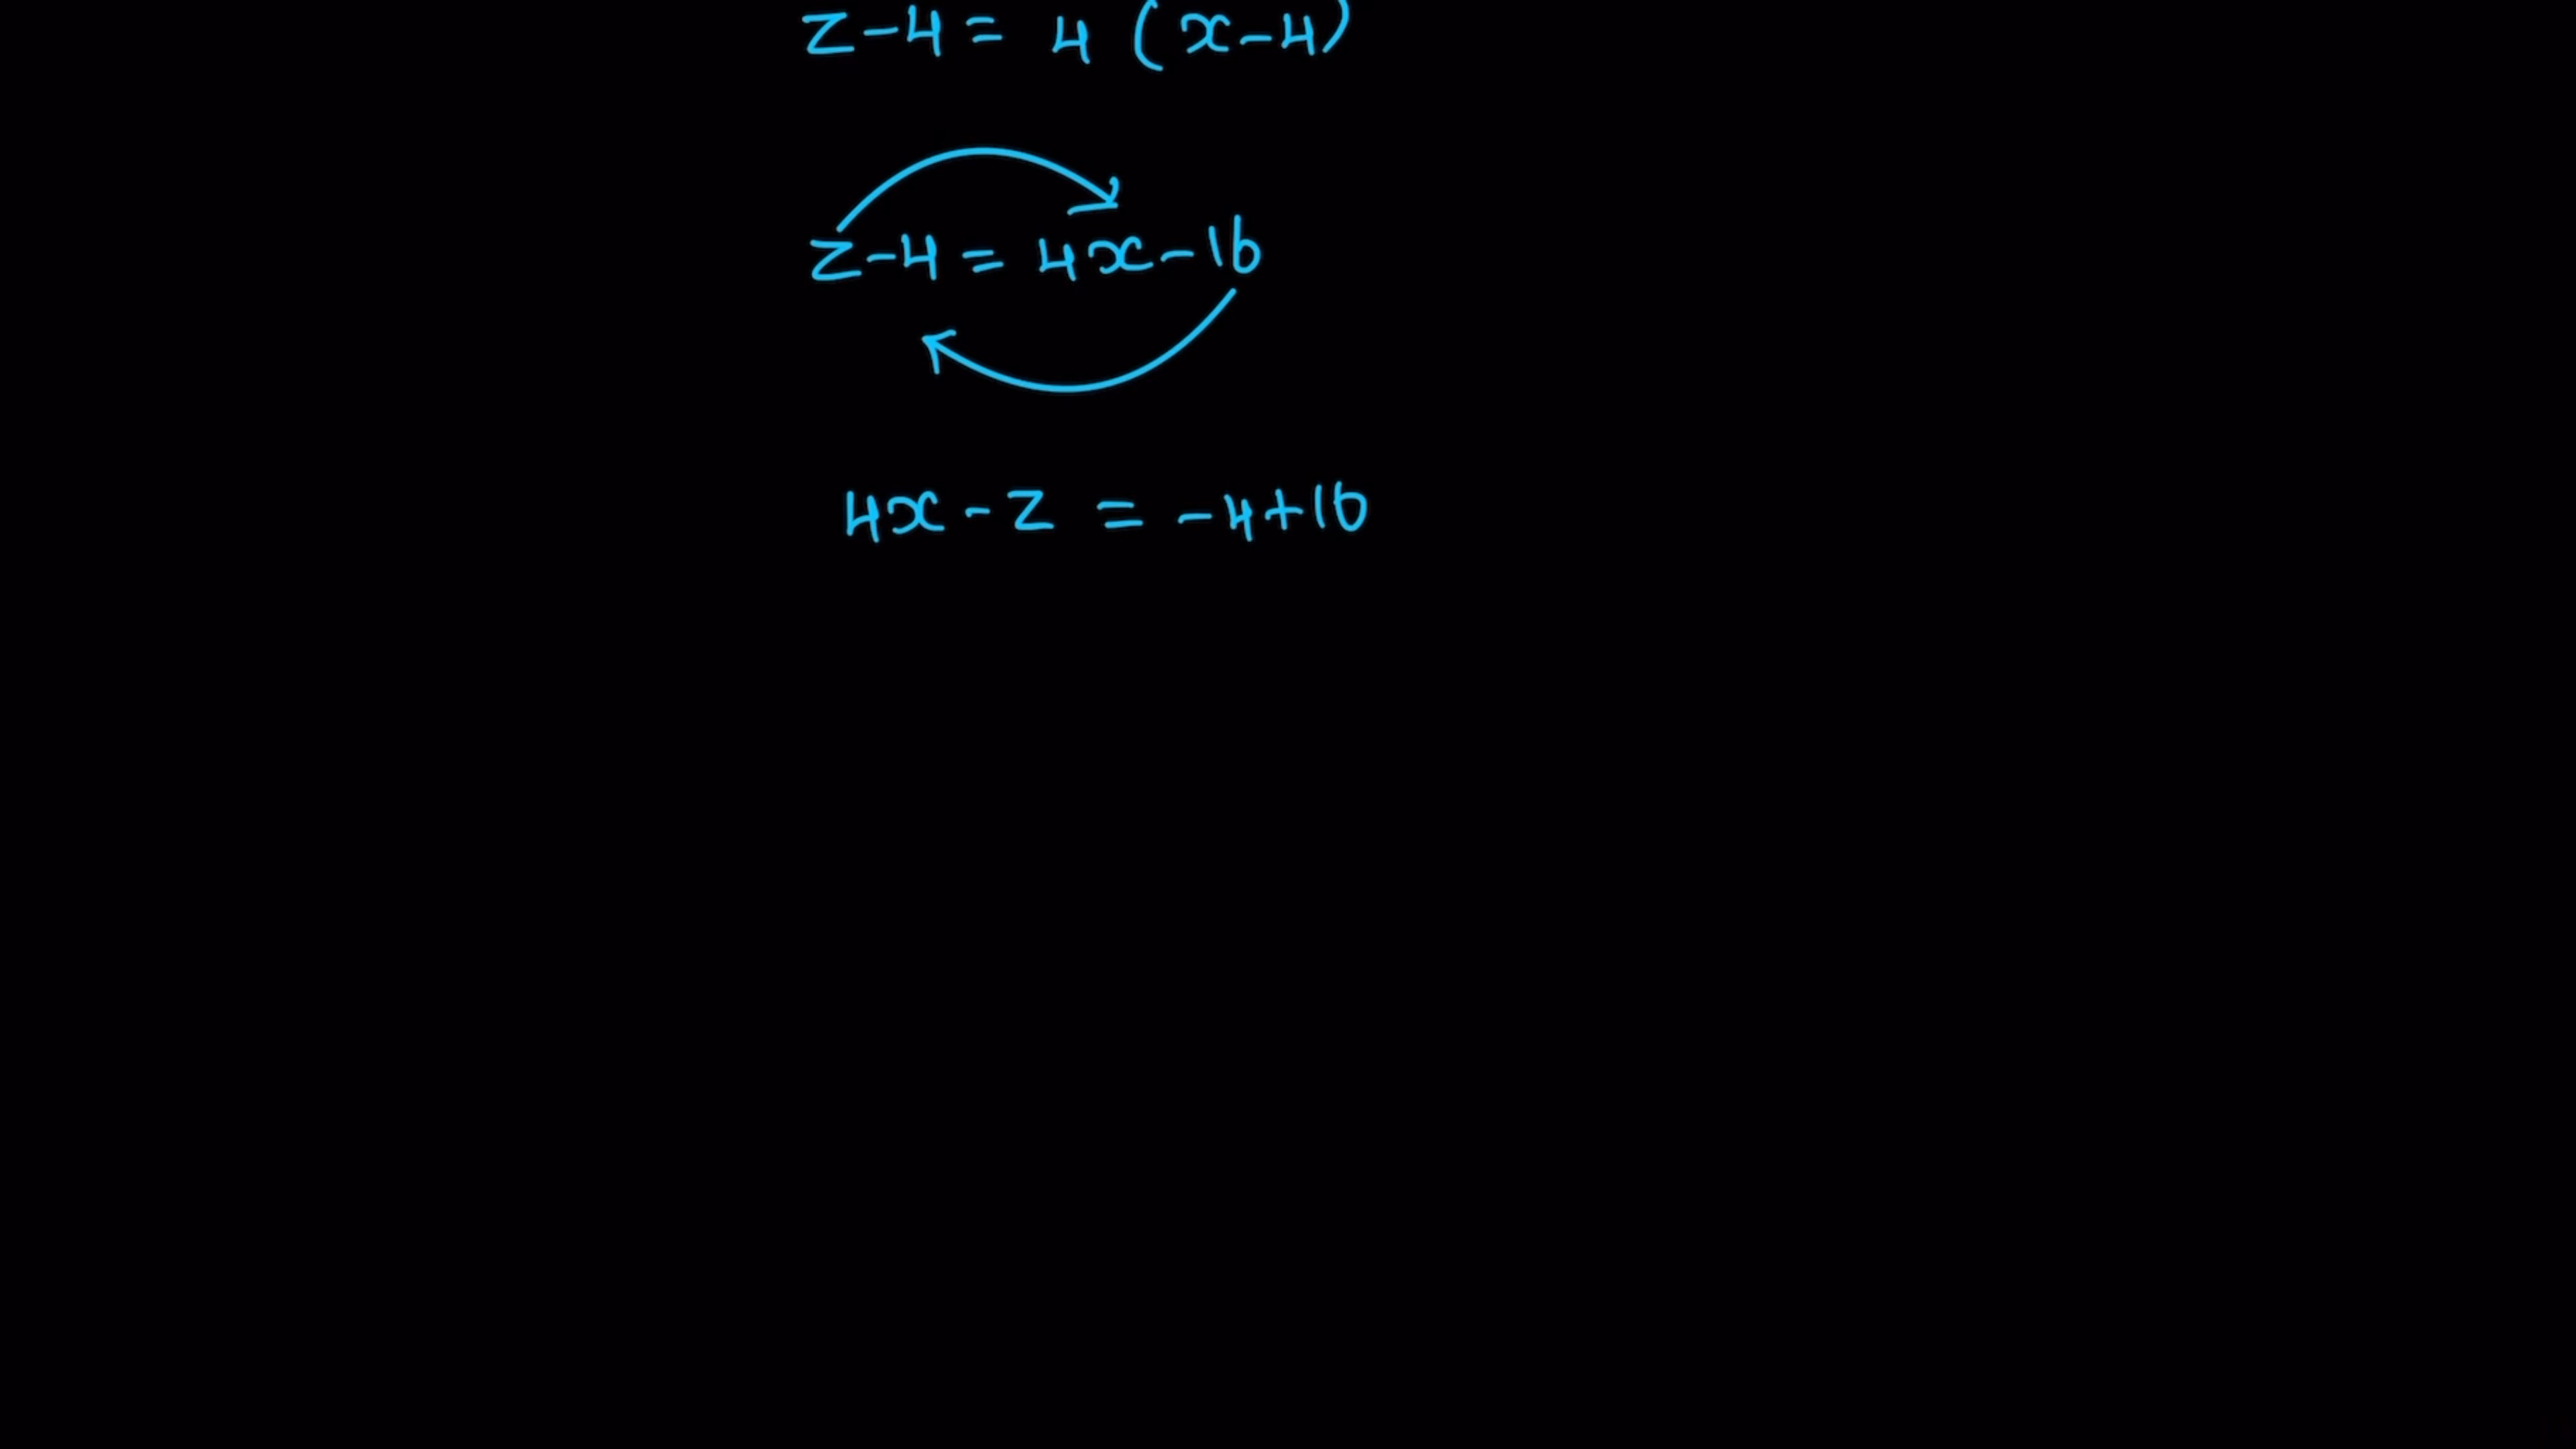 z-4 = 4 (x-4)
z-4 = 4x-16
4x - z = -4+16